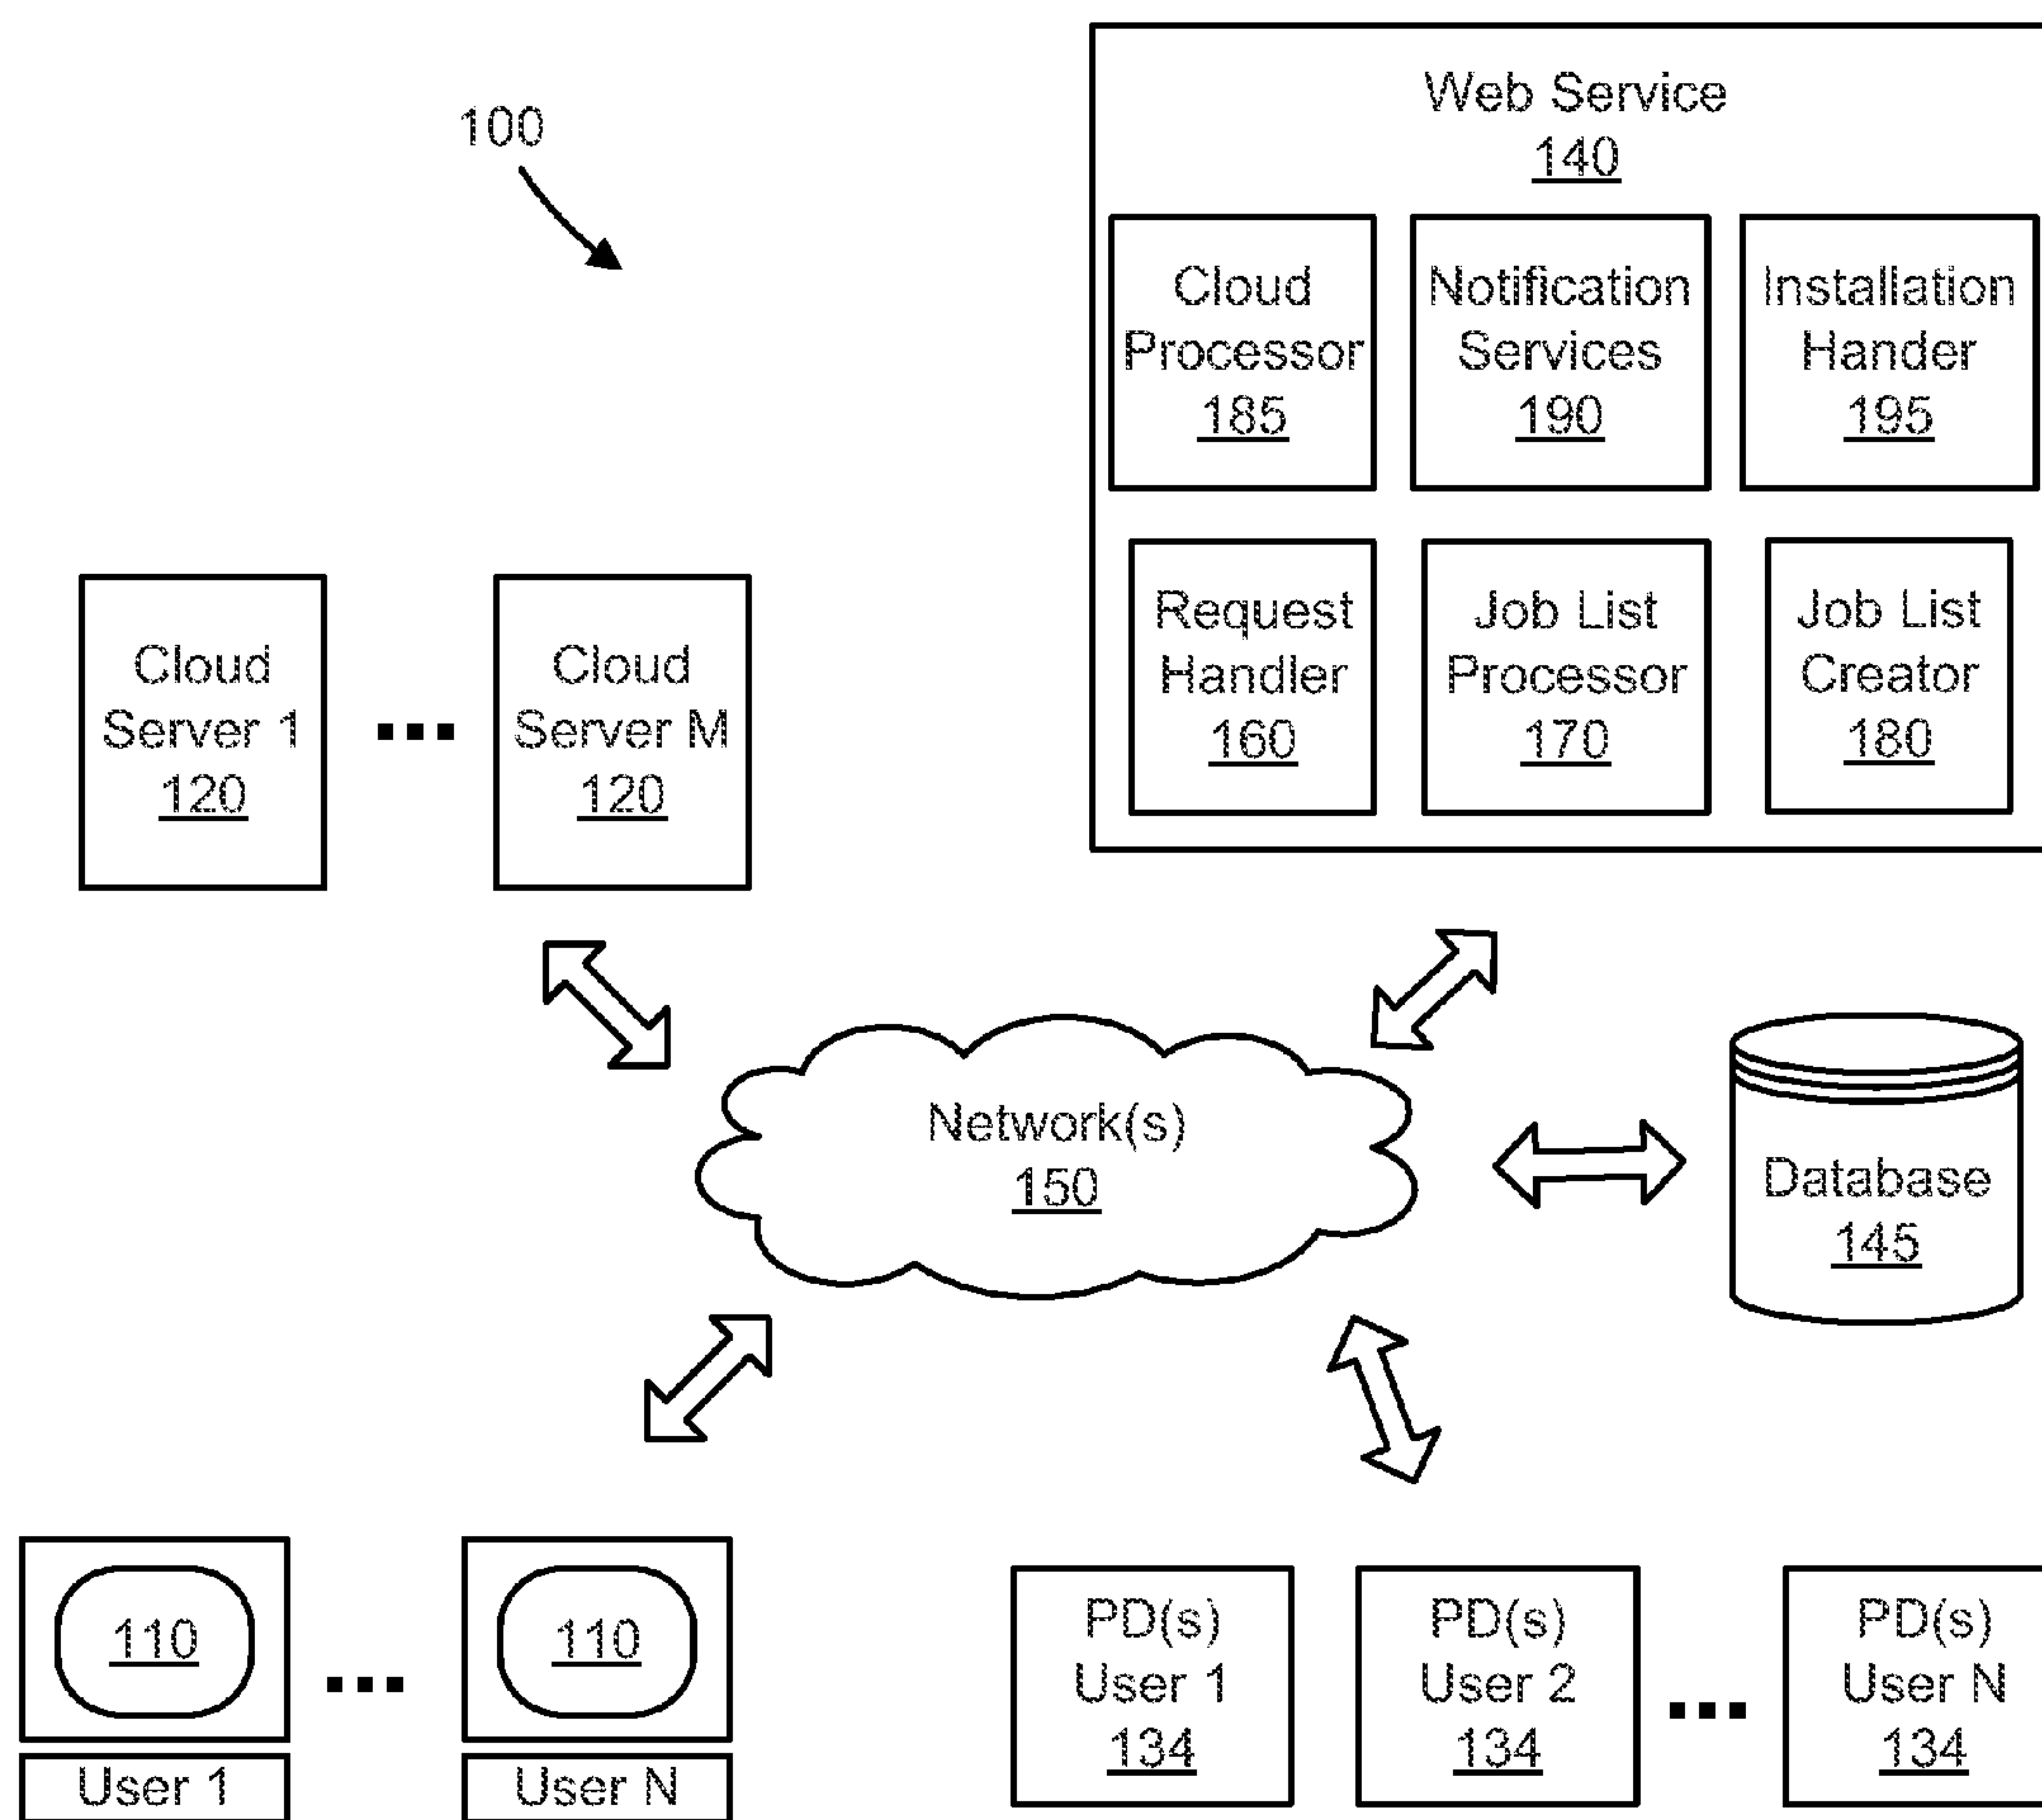 100
Web Service
140
Cloud
Processor
185
Notification
Services
190
Installation
Hander
195
Request
Handler
160
Job List
Processor
170
Job List
Creator
180
Cloud
Server 1
120
Cloud
Server M
120
Network(s)
150
Database
145
110
User 1
110
User N
PD(s)
User 1
134
PD(s)
User 2
134
PD(s)
User N
134